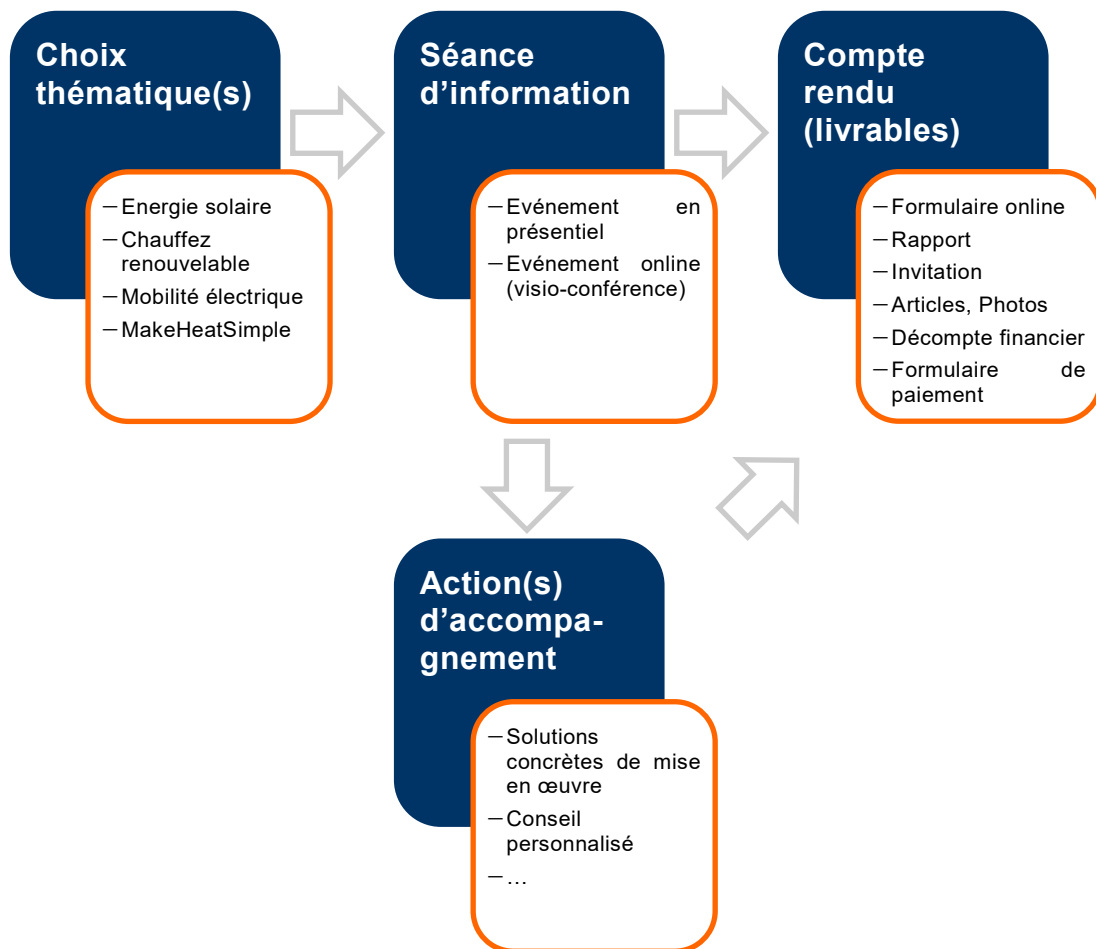 Choix
thématique(s)
– Energie solaire
– Chauffez
renouvelable
– Mobilité électrique
– MakeHeatSimple
Séance
d’information
– Evénement en
présentiel
– Evénement online
(visio-conférence)
Compte
rendu
(livrables)
– Formulaire online
– Rapport
– Invitation
– Articles, Photos
– Décompte financier
– Formulaire de
paiement
Action(s)
d’accompa-
gnement
– Solutions
concrètes de mise
en œuvre
– Conseil
personnalisé
– …